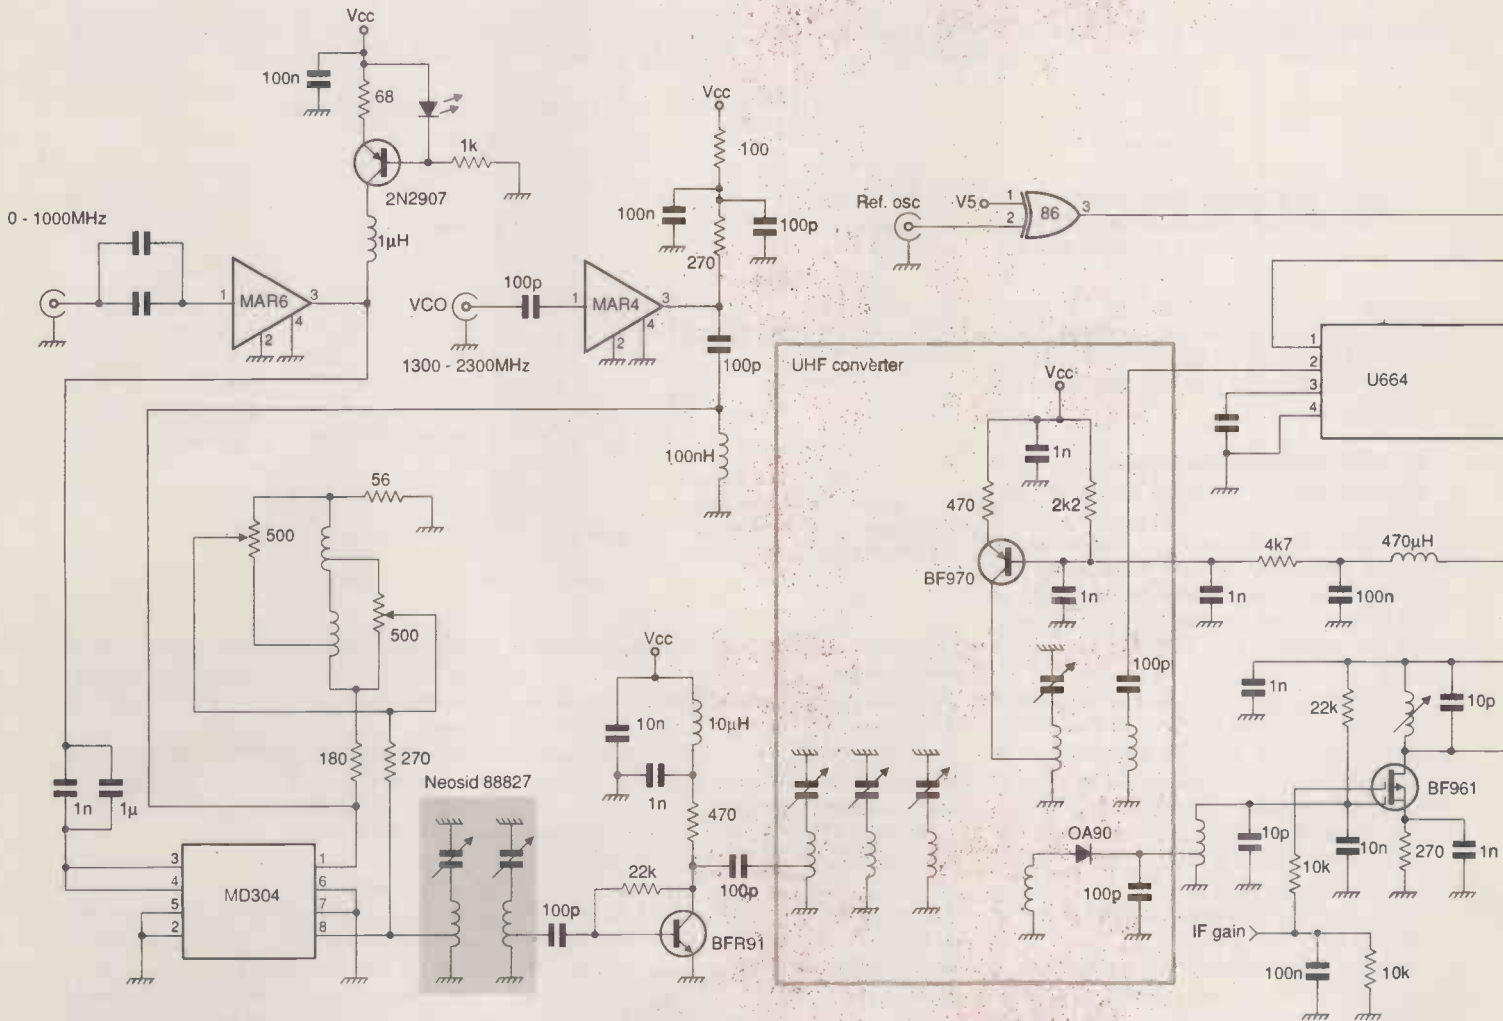 Vcc
100n
68
1k
2N2907
0 - 1000MHz
1µH
1
MAR6
3
2
4
Vcc
100
100n
100p
270
VCO
100p
1
MAR4
3
2
4
1300 - 2300MHz
100p
100nH
Ref. osc
V5
1
2
86
3
U664
1
2
3
4
UHF converter
Vcc
1n
470
2k2
BF970
1n
1n
4k7
100n
470µH
100p
56
500
500
180
270
1n
1µ
Neosid 88827
MD304
3
4
5
2
1
6
7
8
Vcc
10n
10µH
1n
470
22k
100p
100p
BFR91
OA90
100p
1n
22k
10p
BF961
10p
10n
270
1n
10k
IF gain
100n
10k